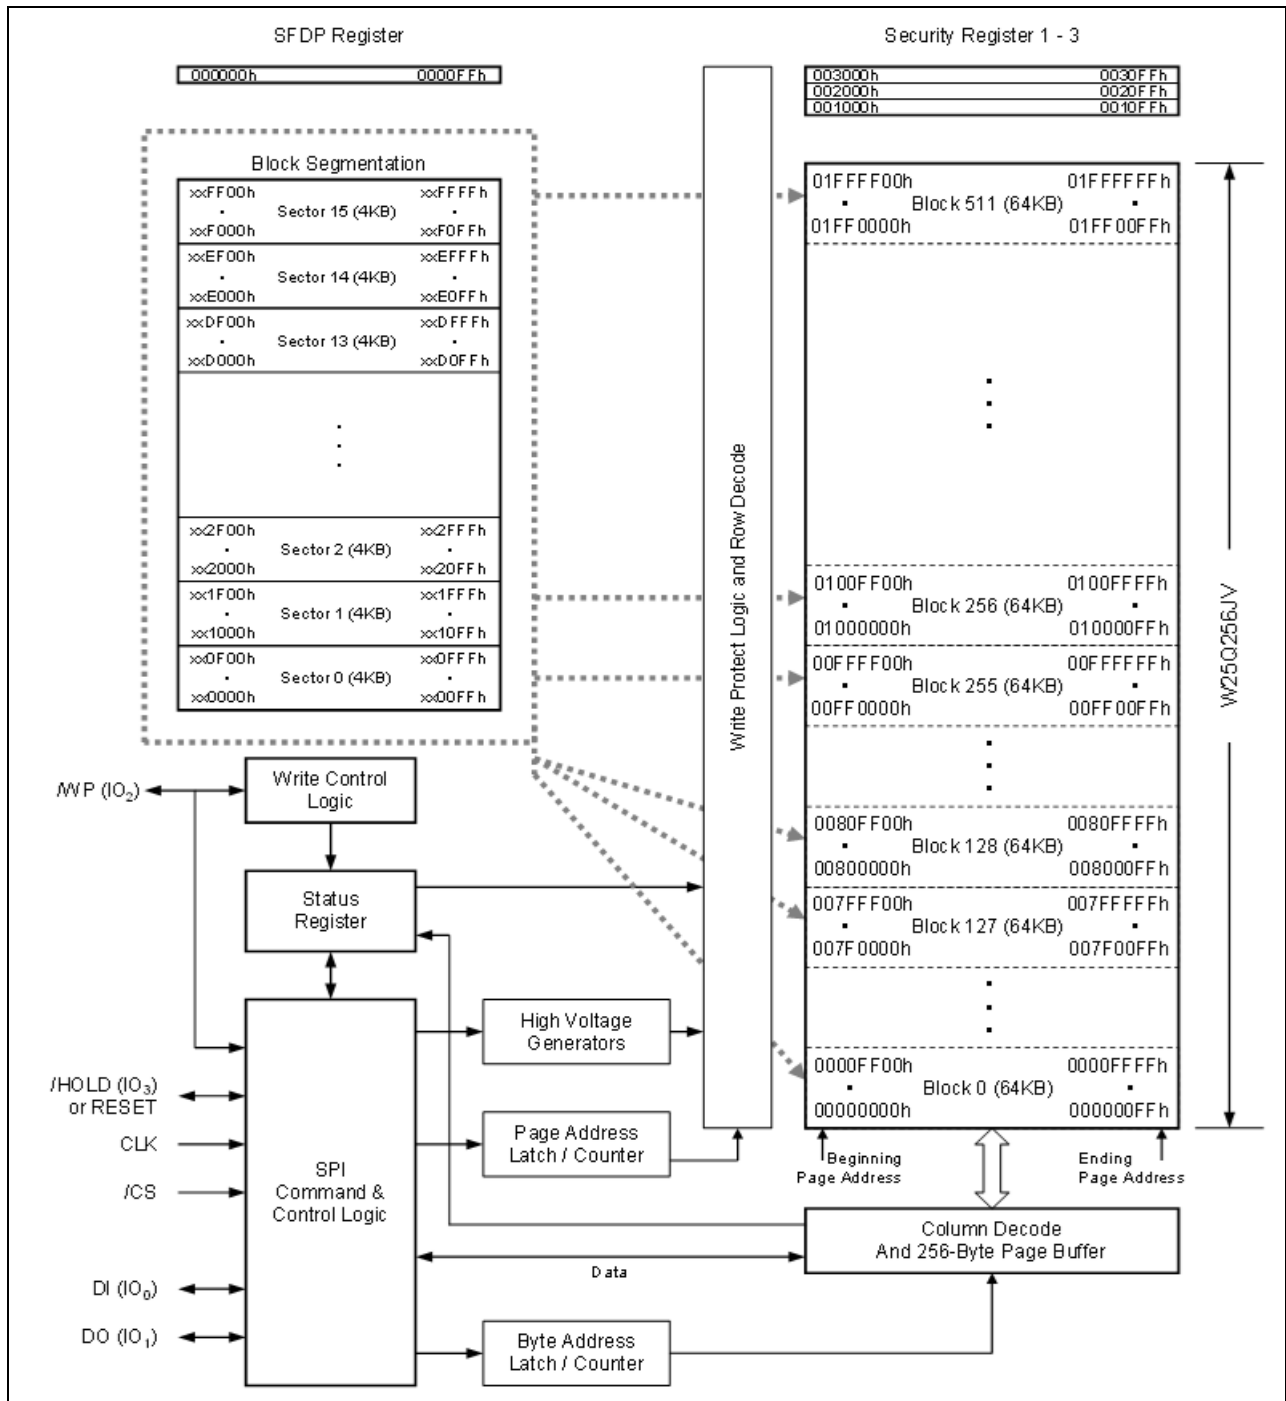 SFDP Register
000000h 0000FFh
Security Register 1 - 3
003000h 0030FFh
002000h 0020FFh
001000h 0010FFh
Block Segmentation
xxFF00h xxFFFFh
Sector 15 (4KB)
xxF000h xxF0FFh
xxEF00h xxEFFFh
Sector 14 (4KB)
xxE000h xxE0FFh
xxDF00h xxDFFFh
Sector 13 (4KB)
xxD000h xxD0FFh
xx2F00h xx2FFFh
Sector 2 (4KB)
xx2000h xx20FFh
xx1F00h xx1FFFh
Sector 1 (4KB)
xx1000h xx10FFh
xx0F00h xx0FFFh
Sector 0 (4KB)
xx0000h xx00FFh
Write Protect Logic and Row Decode
01FFFF00h 01FFFFFFh
Block 511 (64KB)
01FF0000h 01FF00FFh
0100FF00h 0100FFFFh
Block 256 (64KB)
01000000h 010000FFh
00FFFF00h 00FFFFFFh
Block 255 (64KB)
00FF0000h 00FF00FFh
0080FF00h 0080FFFFh
Block 128 (64KB)
00800000h 008000FFh
007FFF00h 007FFFFFh
Block 127 (64KB)
007F0000h 007F00FFh
0000FF00h 0000FFFFh
Block 0 (64KB)
00000000h 000000FFh
W25Q256JV
Beginning
Page Address
Ending
Page Address
/WP (IO2)
Write Control
Logic
Status
Register
High Voltage
Generators
/HOLD (IO3)
or RESET
CLK
/CS
Page Address
Latch / Counter
SPI
Command &
Control Logic
Column Decode
And 256-Byte Page Buffer
Data
DI (IO0)
DO (IO1)
Byte Address
Latch / Counter